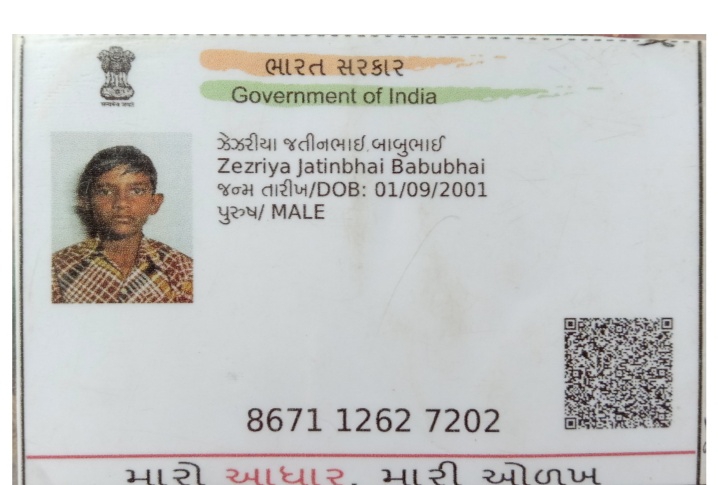 ભારત સરકાર
Government of India
ઝેઝરીયા જતીનભાઈ બાબુભાઈ
Zezriya Jatinbhai Babubhai
જન્મ તારીખ/DOB: 01/09/2001
પુરુષ/ MALE
8671 1262 7202
મારો આધાર, મારી ઓળખ